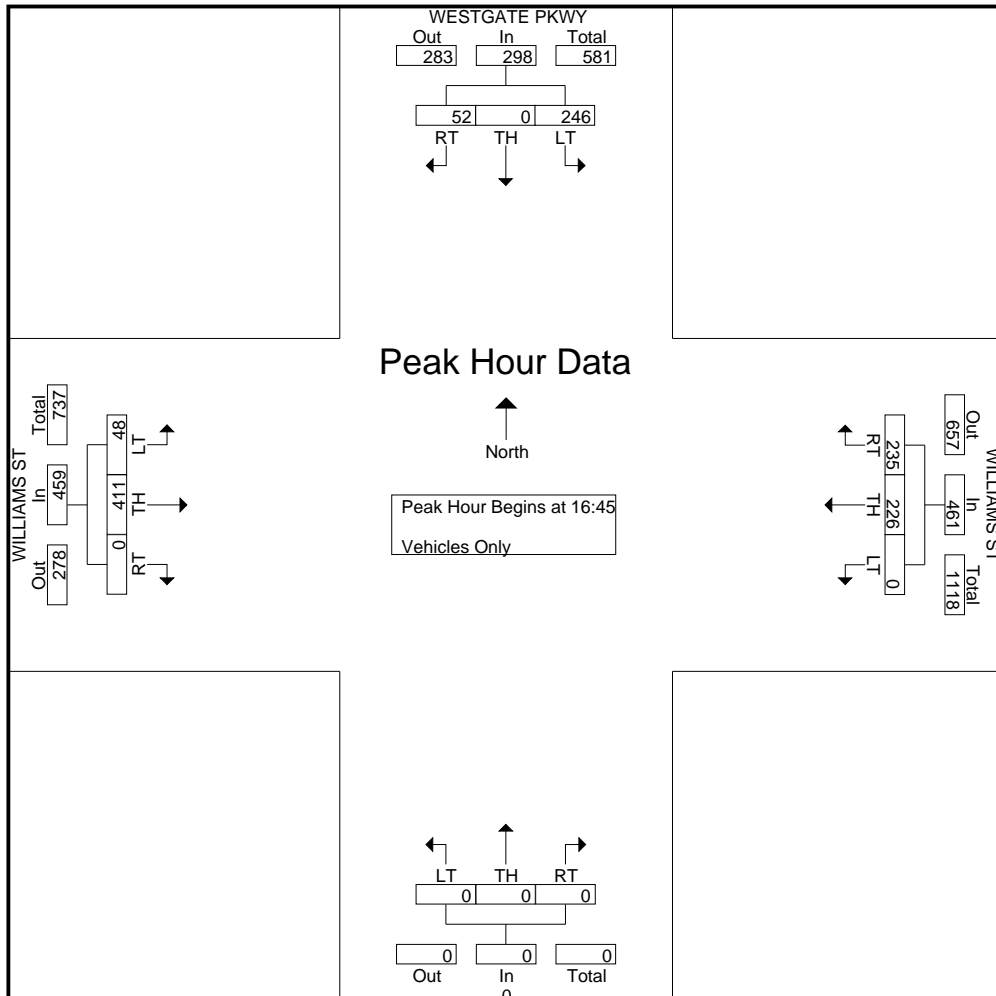 WESTGATE PKWY
Out In Total
283 298 581
52 0 246
RT TH LT
Peak Hour Data
North
Peak Hour Begins at 16:45
Vehicles Only
WILLIAMS ST
Total In Out
737 459 278
48 411 0
LT TH RT
WILLIAMS ST
Out In Total
657 461 1118
235 226 0
RT TH LT
LT TH RT
0 0 0
0 0 0
Out In Total
0